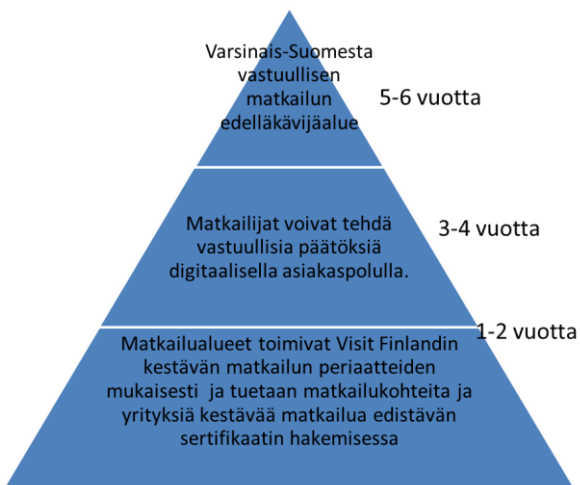 Varsinais-Suomesta
vastuullisen
matkailun
edelläkävijäalue
5-6 vuotta
Matkailijat voivat tehdä
vastuullisia päätöksiä
digitaalisella asiakaspolulla.
3-4 vuotta
1-2 vuotta
Matkailualueet toimivat Visit Finlandin
kestävän matkailun periaatteiden
mukaisesti ja tuetaan matkailukohteita ja
yrityksiä kestävää matkailua edistävän
sertifikaatin hakemisessa